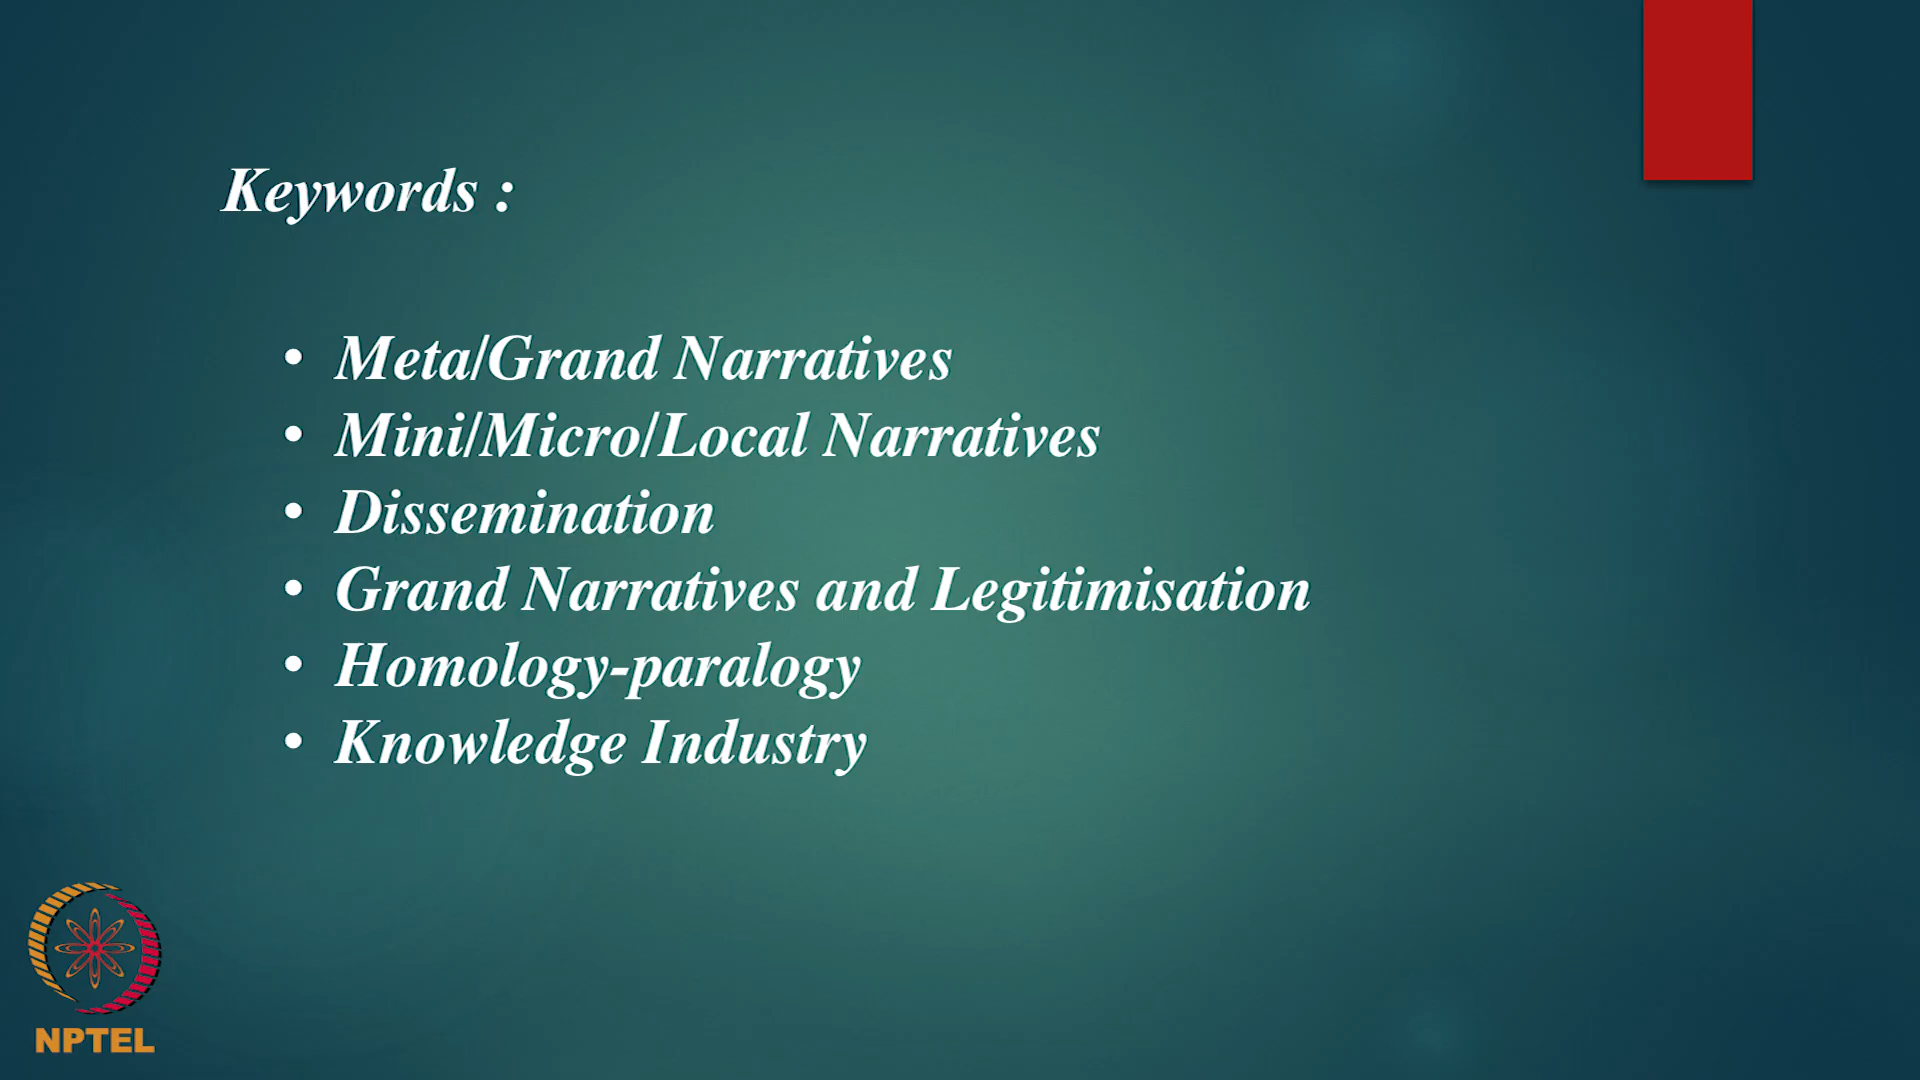 Keywords :
• Meta/Grand Narratives
• Mini/Micro/Local Narratives
• Dissemination
• Grand Narratives and Legitimisation
• Homology-paralogy
• Knowledge Industry
NPTEL